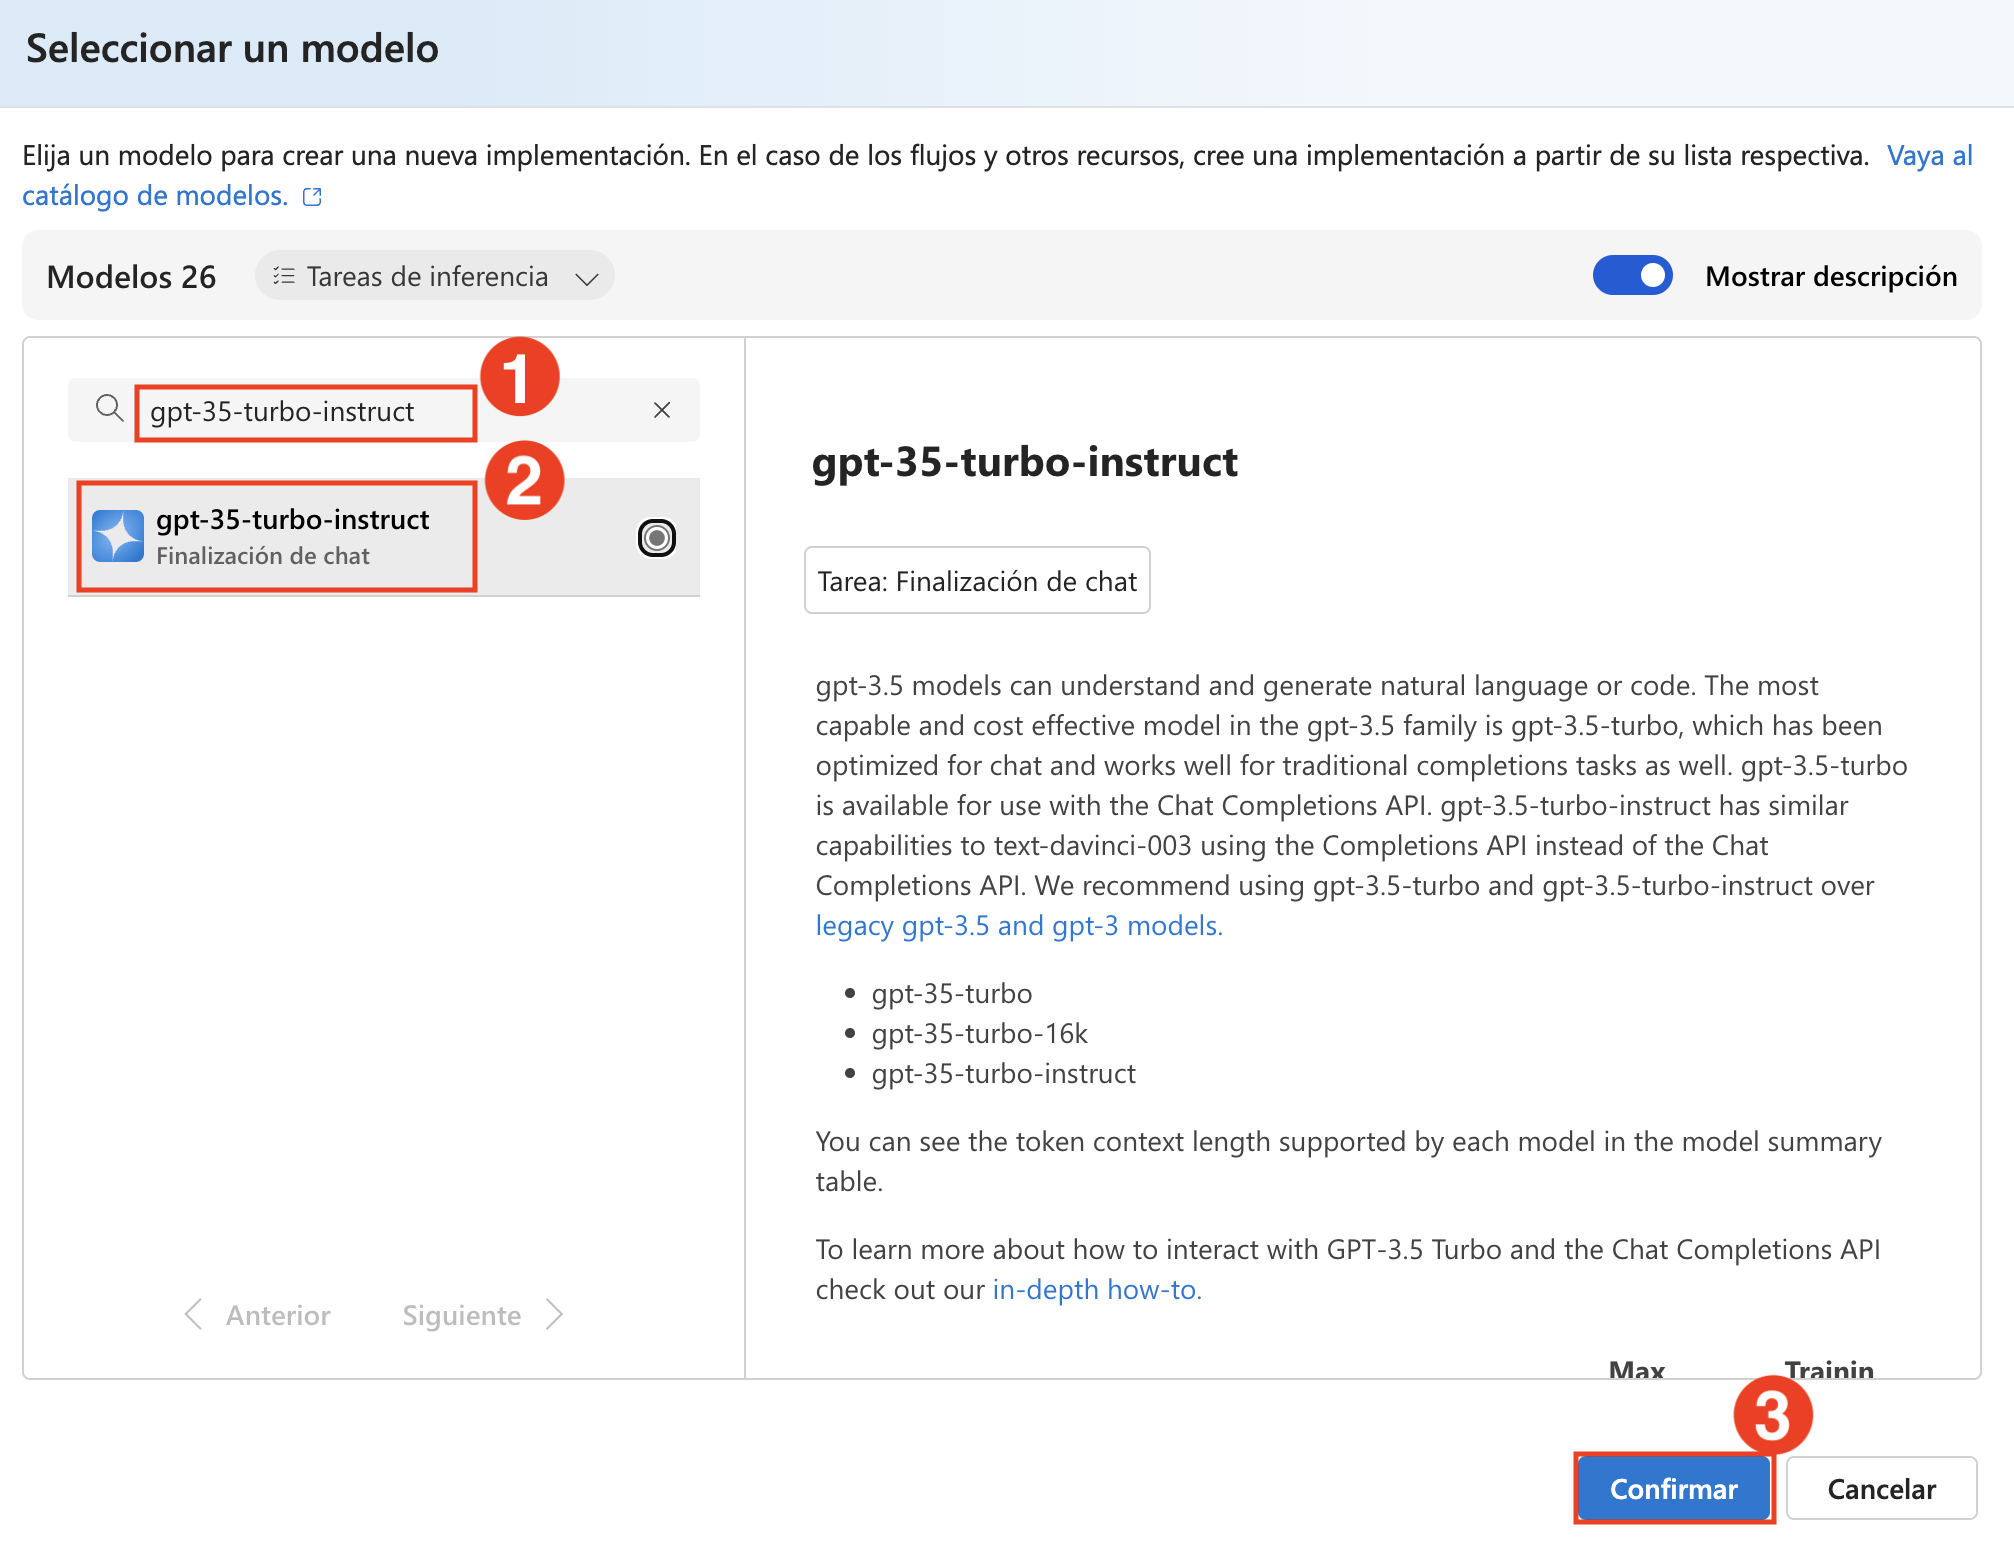 Seleccionar un modelo
Elija un modelo para crear una nueva implementación. En el caso de los flujos y otros recursos, cree una implementación a partir de su lista respectiva. Vaya al
catálogo de modelos.
Modelos 26
Tareas de inferencia
Mostrar descripción
1
gpt-35-turbo-instruct
2
gpt-35-turbo-instruct
Finalización de chat
Anterior
Siguiente
gpt-35-turbo-instruct
Tarea: Finalización de chat
gpt-3.5 models can understand and generate natural language or code. The most
capable and cost effective model in the gpt-3.5 family is gpt-3.5-turbo, which has been
optimized for chat and works well for traditional completions tasks as well. gpt-3.5-turbo
is available for use with the Chat Completions API. gpt-3.5-turbo-instruct has similar
capabilities to text-davinci-003 using the Completions API instead of the Chat
Completions API. We recommend using gpt-3.5-turbo and gpt-3.5-turbo-instruct over
legacy gpt-3.5 and gpt-3 models.
• gpt-35-turbo
• gpt-35-turbo-16k
• gpt-35-turbo-instruct
You can see the token context length supported by each model in the model summary
table.
To learn more about how to interact with GPT-3.5 Turbo and the Chat Completions API
check out our in-depth how-to.
Max Trainin
3
Confirmar
Cancelar